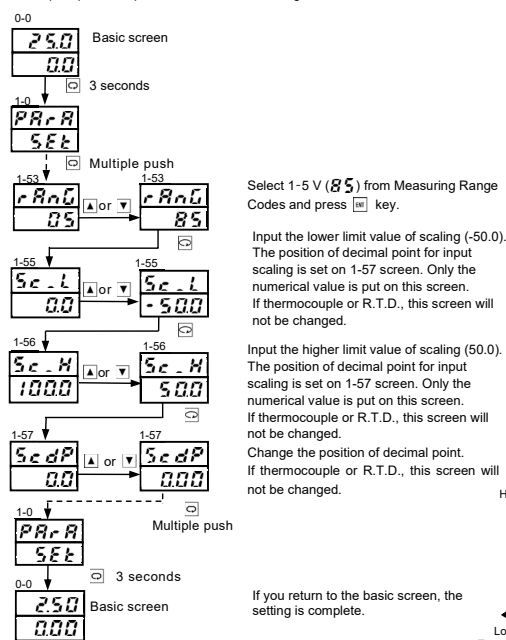 0-0
25.0
0.0
Basic screen
3 seconds
1-0
PArA
SEt
Multiple push
1-53
rAnG
05
or
1-53
rAnG
85
Select 1-5 V (85) from Measuring Range
Codes and press ENT key.
1-55
Sc_L
0.0
or
1-55
Sc_L
-50.0
Input the lower limit value of scaling (-50.0).
The position of decimal point for input
scaling is set on 1-57 screen. Only the
numerical value is put on this screen.
If thermocouple or R.T.D., this screen will
not be changed.
1-56
Sc_H
100.0
or
1-56
Sc_H
50.0
Input the higher limit value of scaling (50.0).
The position of decimal point for input
scaling is set on 1-57 screen. Only the
numerical value is put on this screen.
If thermocouple or R.T.D., this screen will
not be changed.
1-57
ScdP
0.0
or
1-57
ScdP
0.00
Change the position of decimal point.
If thermocouple or R.T.D., this screen will
not be changed.
H
1-0
PArA
SEt
Multiple push
3 seconds
0-0
2.50
0.00
Basic screen
If you return to the basic screen, the
setting is complete.
Lo